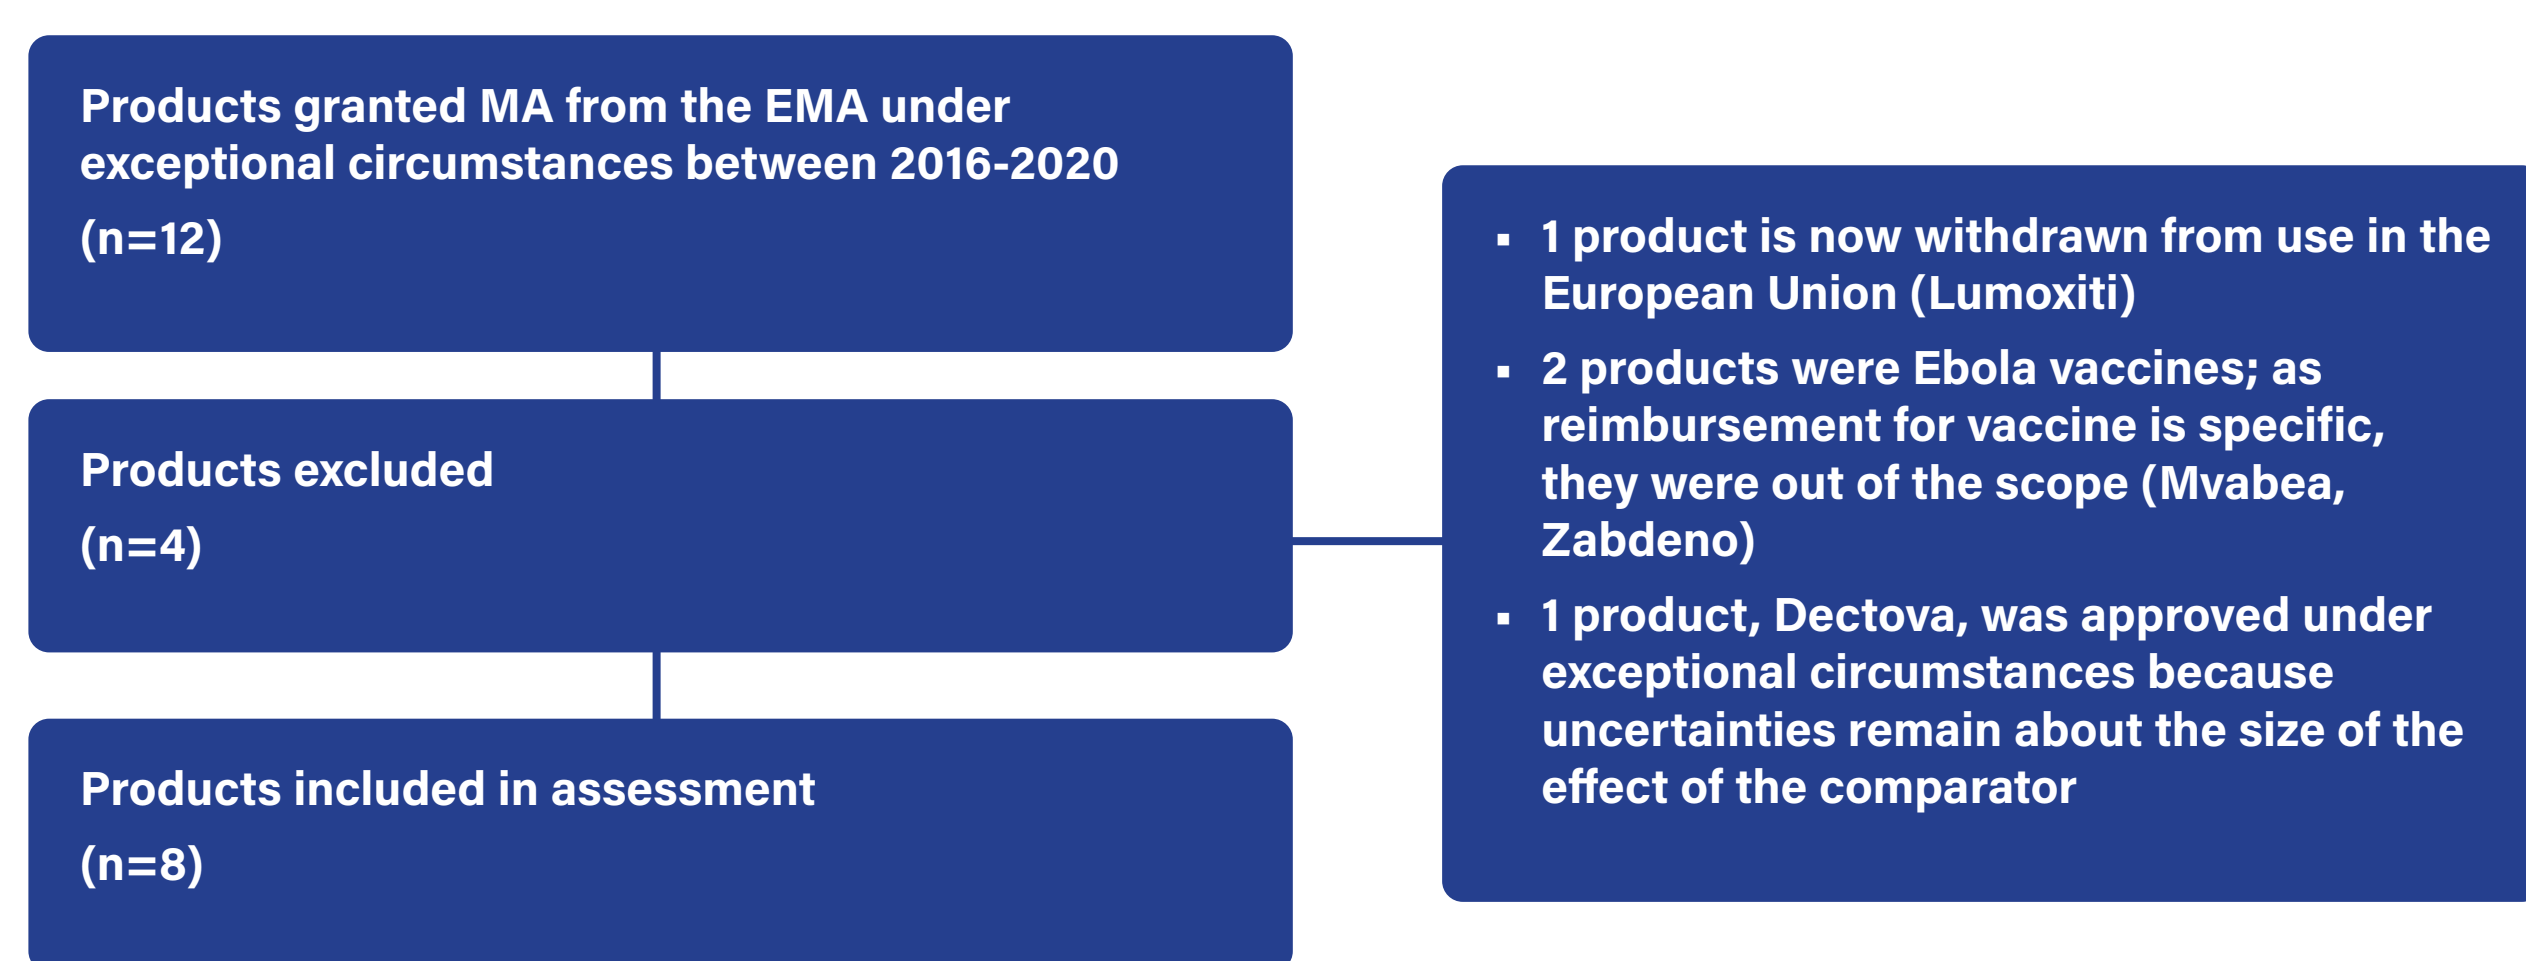 Products granted MA from the EMA under
exceptional circumstances between 2016-2020
(n=12)
Products excluded
(n=4)
Products included in assessment
(n=8)
▪ 1 product is now withdrawn from use in the
European Union (Lumoxiti)
▪ 2 products were Ebola vaccines; as
reimbursement for vaccine is specific,
they were out of the scope (Mvabea,
Zabdeno)
▪ 1 product, Dectova, was approved under
exceptional circumstances because
uncertainties remain about the size of the
effect of the comparator